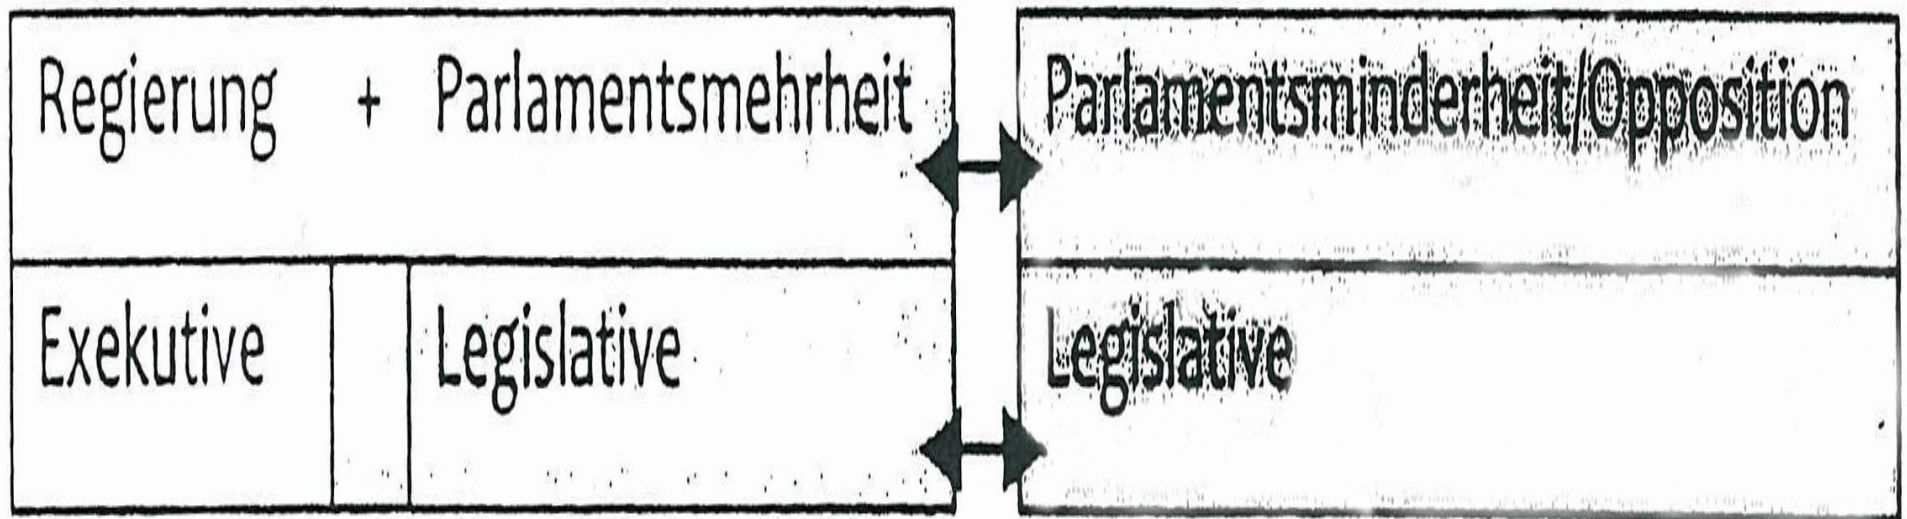 Regierung + Parlamentsmehrheit
Parlamentsminderheit/Opposition
Exekutive
Legislative
Legislative